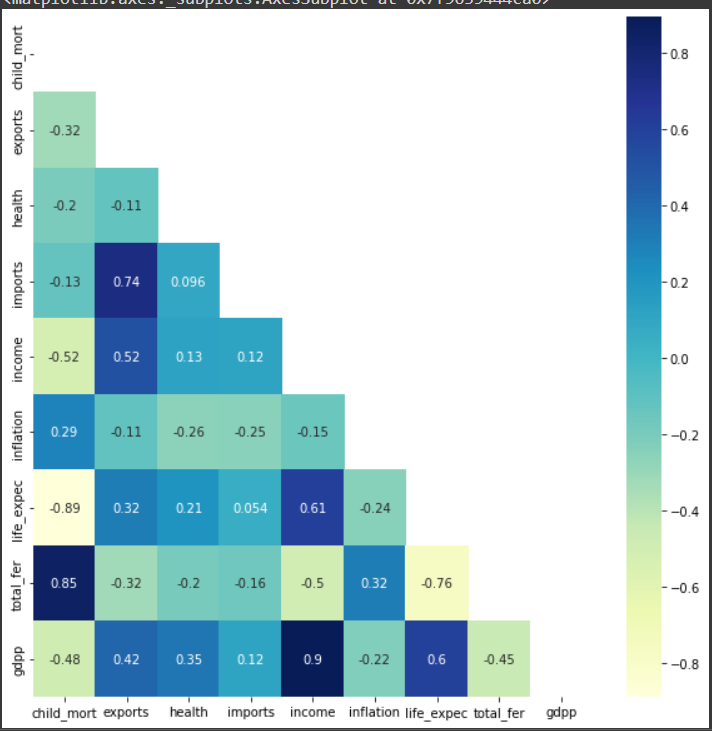 child_mort
0.8
exports -0.32
0.6
health -0.2 -0.11
0.4
imports -0.13 0.74 0.096
0.2
income -0.52 0.52 0.13 0.12
0.0
inflation 0.29 -0.11 -0.26 -0.25 -0.15
−0.2
life_expec -0.89 0.32 0.21 0.054 0.61 -0.24
−0.4
total_fer 0.85 -0.32 -0.2 -0.16 -0.5 0.32 -0.76
−0.6
gdpp -0.48 0.42 0.35 0.12 0.9 -0.22 0.6 -0.45
−0.8
child_mort exports health imports income inflation life_expec total_fer gdpp